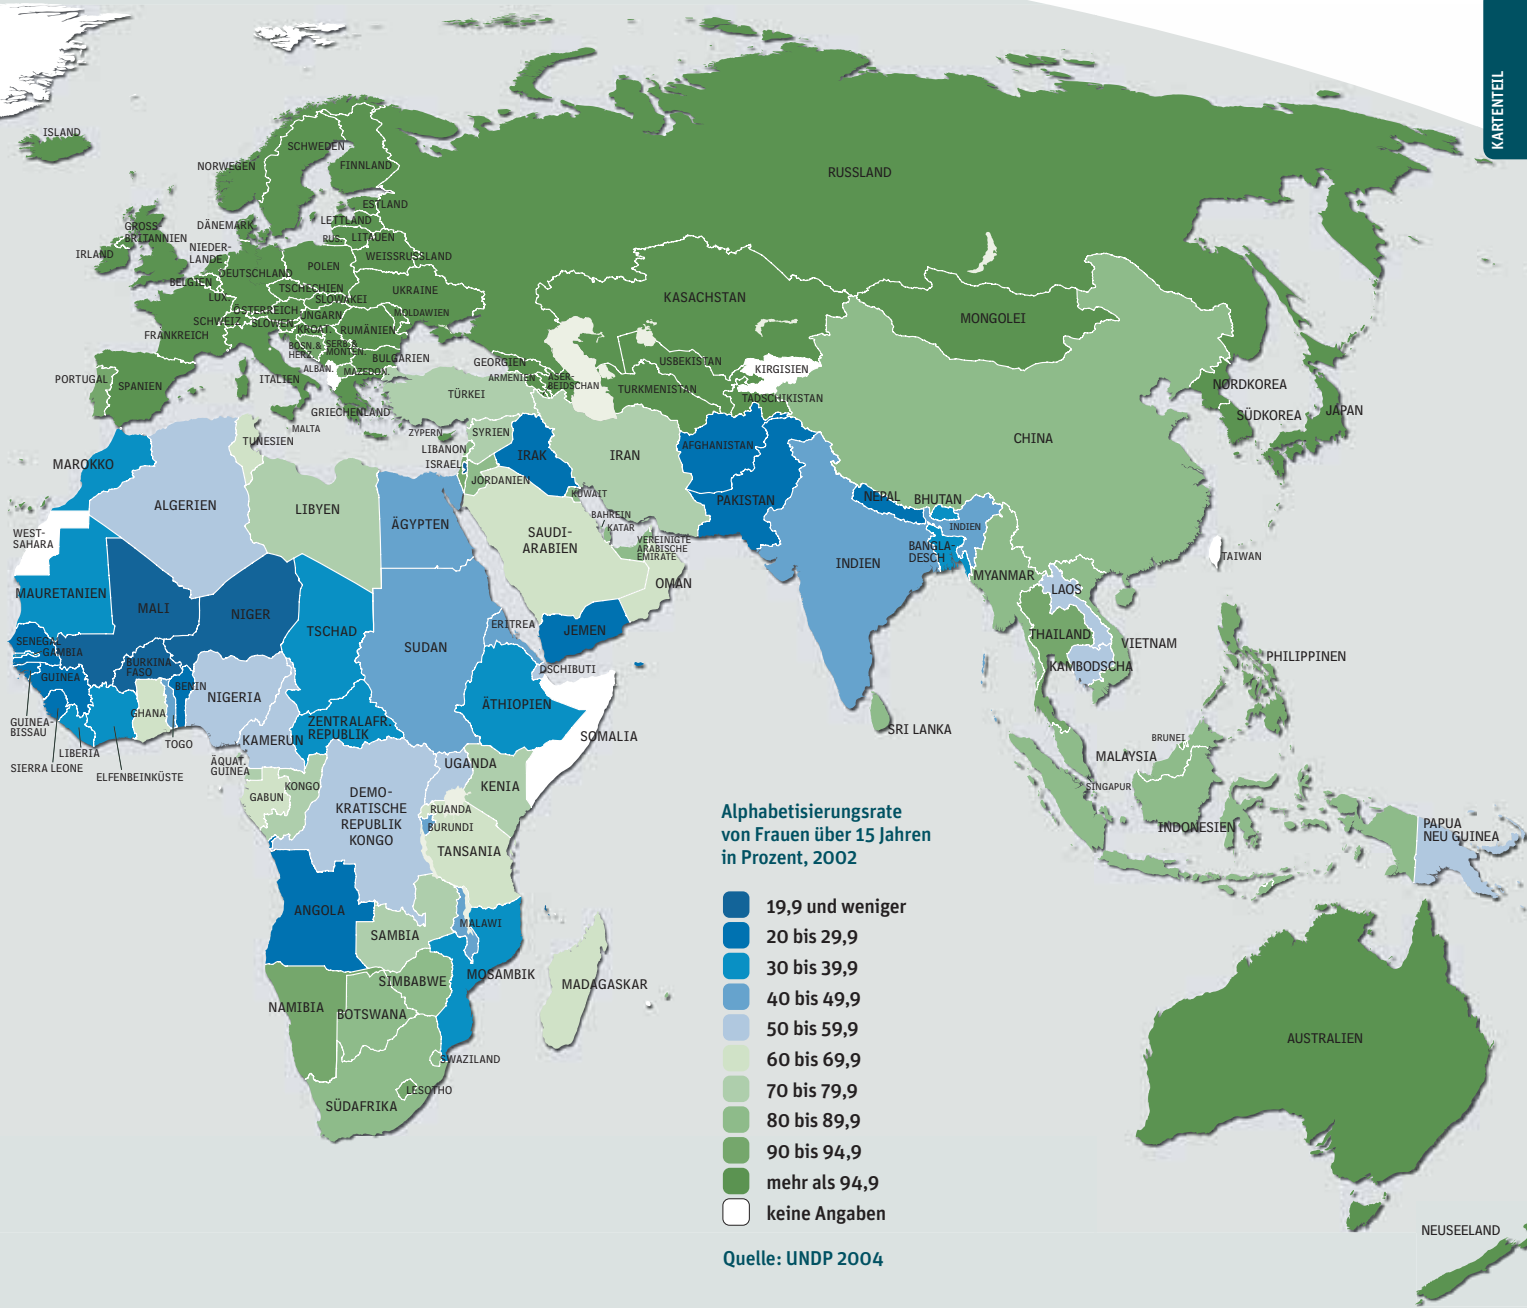 KARTENTEIL
ISLAND
SCHWEDEN
NORWEGEN
FINNLAND
RUSSLAND
ESTLAND
LETTLAND
GROSS-
BRITANNIEN
DÄNEMARK
RUS.
LITAUEN
IRLAND
NIEDER-
LANDE
WEISSRUSSLAND
POLEN
DEUTSCHLAND
BELGIEN
TSCHECHIEN
UKRAINE
LUX.
SLOWAKEI
ÖSTERREICH
UNGARN
MOLDAWIEN
SCHWEIZ
SLOWEN.
KROAT.
RUMÄNIEN
FRANKREICH
BOSN.&
HERZ.
SERB.&
MONTEN.
BULGARIEN
ALBAN.
MAZEDON.
PORTUGAL
SPANIEN
ITALIEN
GRIECHENLAND
MALTA
GEORGIEN
ARMENIEN
ASER-
BEIDSCHAN
KASACHSTAN
MONGOLEI
USBEKISTAN
KIRGISIEN
TURKMENISTAN
TADSCHIKISTAN
NORDKOREA
SÜDKOREA
JAPAN
TÜRKEI
ZYPERN
SYRIEN
LIBANON
ISRAEL
IRAK
IRAN
AFGHANISTAN
CHINA
JORDANIEN
KUWAIT
PAKISTAN
NEPAL
BHUTAN
BAHREIN
/
KATAR
INDIEN
SAUDI-
ARABIEN
VEREINIGTE
ARABISCHE
EMIRATE
BANGLA-
DESCH
TAIWAN
INDIEN
MYANMAR
OMAN
LAOS
JEMEN
THAILAND
VIETNAM
PHILIPPINEN
KAMBODSCHA
SRI LANKA
BRUNEI
MALAYSIA
SINGAPUR
INDONESIEN
PAPUA
NEU GUINEA
MAROKKO
TUNESIEN
ALGERIEN
LIBYEN
ÄGYPTEN
WEST-
SAHARA
MAURETANIEN
MALI
NIGER
TSCHAD
SUDAN
ERITREA
SENEGAL
GAMBIA
BURKINA
FASO
DSCHIBUTI
GUINEA
BENIN
NIGERIA
ÄTHIOPIEN
GHANA
GUINEA-
BISSAU
ZENTRALAFR.
REPUBLIK
SOMALIA
KAMERUN
TOGO
LIBERIA
SIERRA LEONE
ELFENBEINKÜSTE
ÄQUAT.
GUINEA
UGANDA
KENIA
GABUN
KONGO
DEMO-
KRATISCHE
REPUBLIK
KONGO
RUANDA
BURUNDI
TANSANIA
ANGOLA
SAMBIA
MALAWI
MOSAMBIK
SIMBABWE
MADAGASKAR
NAMIBIA
BOTSWANA
SWAZILAND
LESOTHO
SÜDAFRIKA
AUSTRALIEN
NEUSEELAND
Alphabetisierungsrate
von Frauen über 15 Jahren
in Prozent, 2002
19,9 und weniger
20 bis 29,9
30 bis 39,9
40 bis 49,9
50 bis 59,9
60 bis 69,9
70 bis 79,9
80 bis 89,9
90 bis 94,9
mehr als 94,9
keine Angaben
Quelle: UNDP 2004